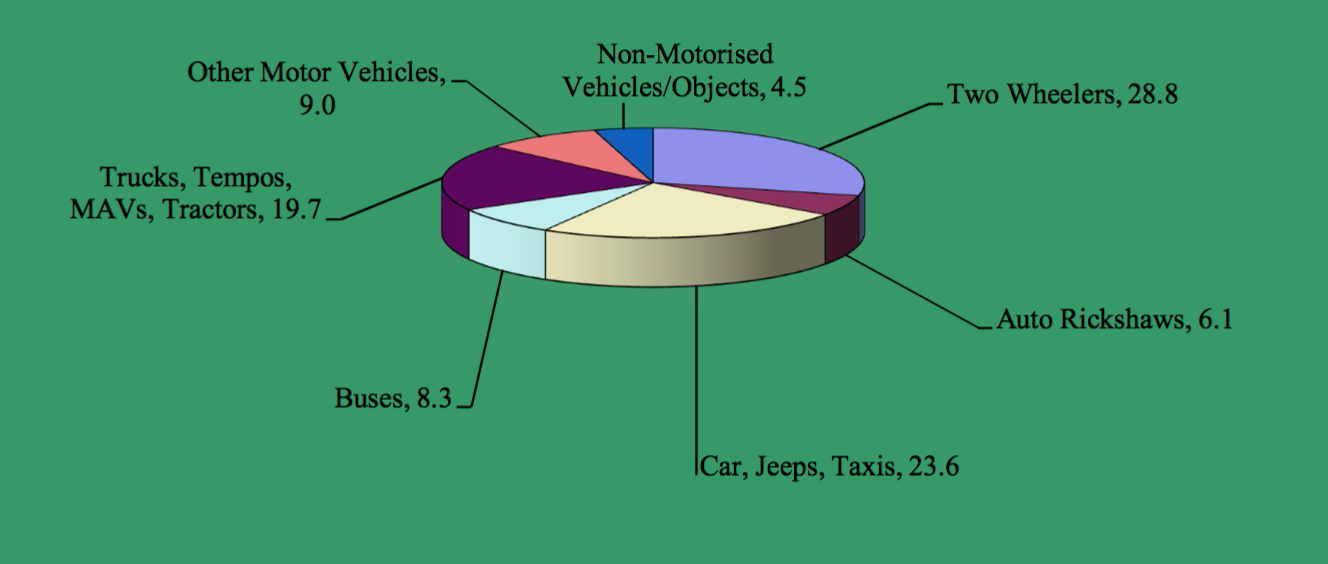 Non-Motorised
Vehicles/Objects, 4.5
Other Motor Vehicles,
9.0
Two Wheelers, 28.8
Trucks, Tempos,
MAVs, Tractors, 19.7
Auto Rickshaws, 6.1
Buses, 8.3
Car, Jeeps, Taxis, 23.6